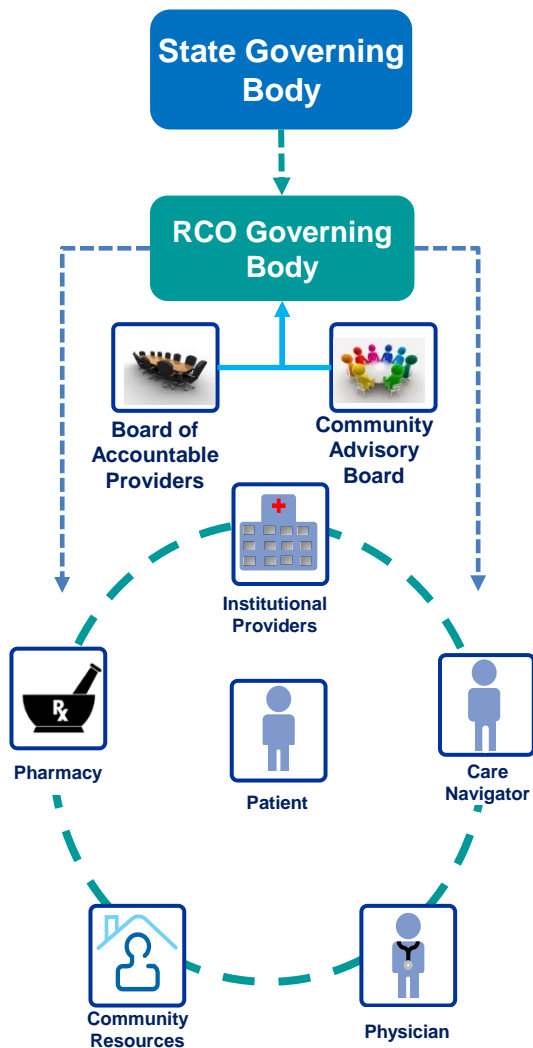 State Governing
Body
RCO Governing
Body
Board of
Accountable
Providers
Community
Advisory
Board
Institutional
Providers
Rx
Pharmacy
Patient
Care
Navigator
Community
Resources
Physician